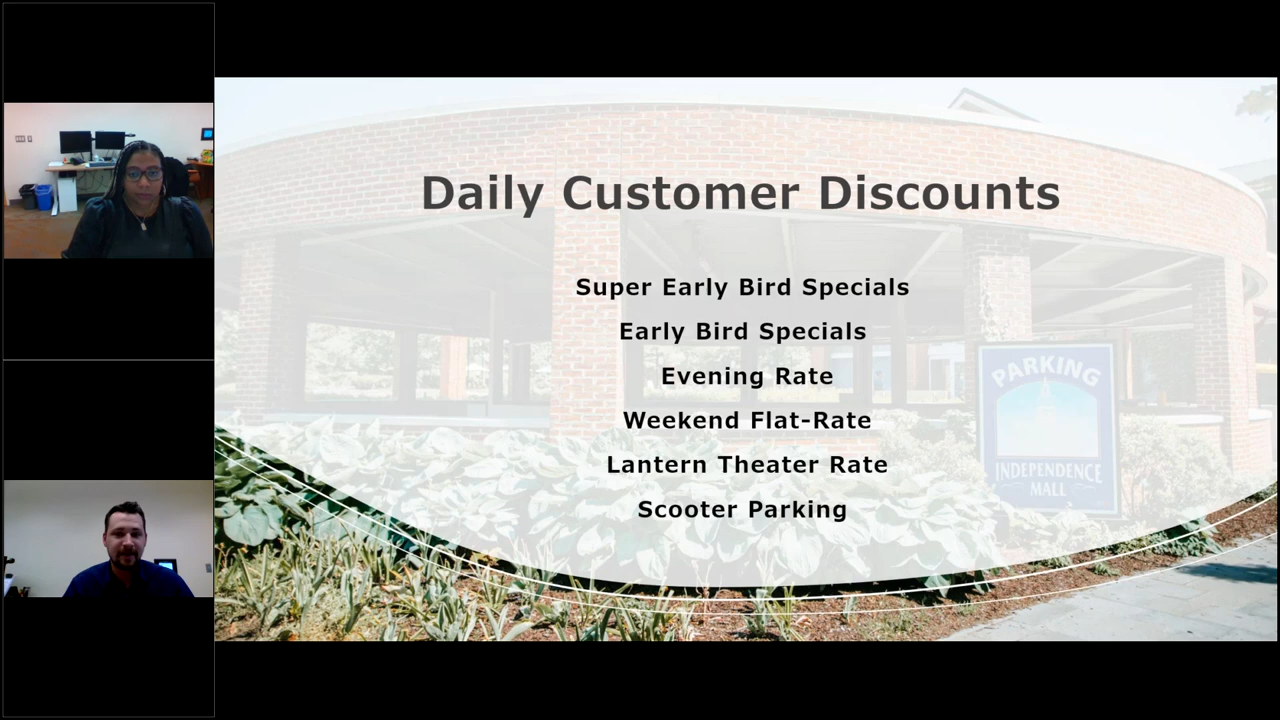 Daily Customer Discounts
Super Early Bird Specials
Early Bird Specials
Evening Rate
Weekend Flat-Rate
Lantern Theater Rate
Scooter Parking
PARKING
INDEPENDENCE
MALL